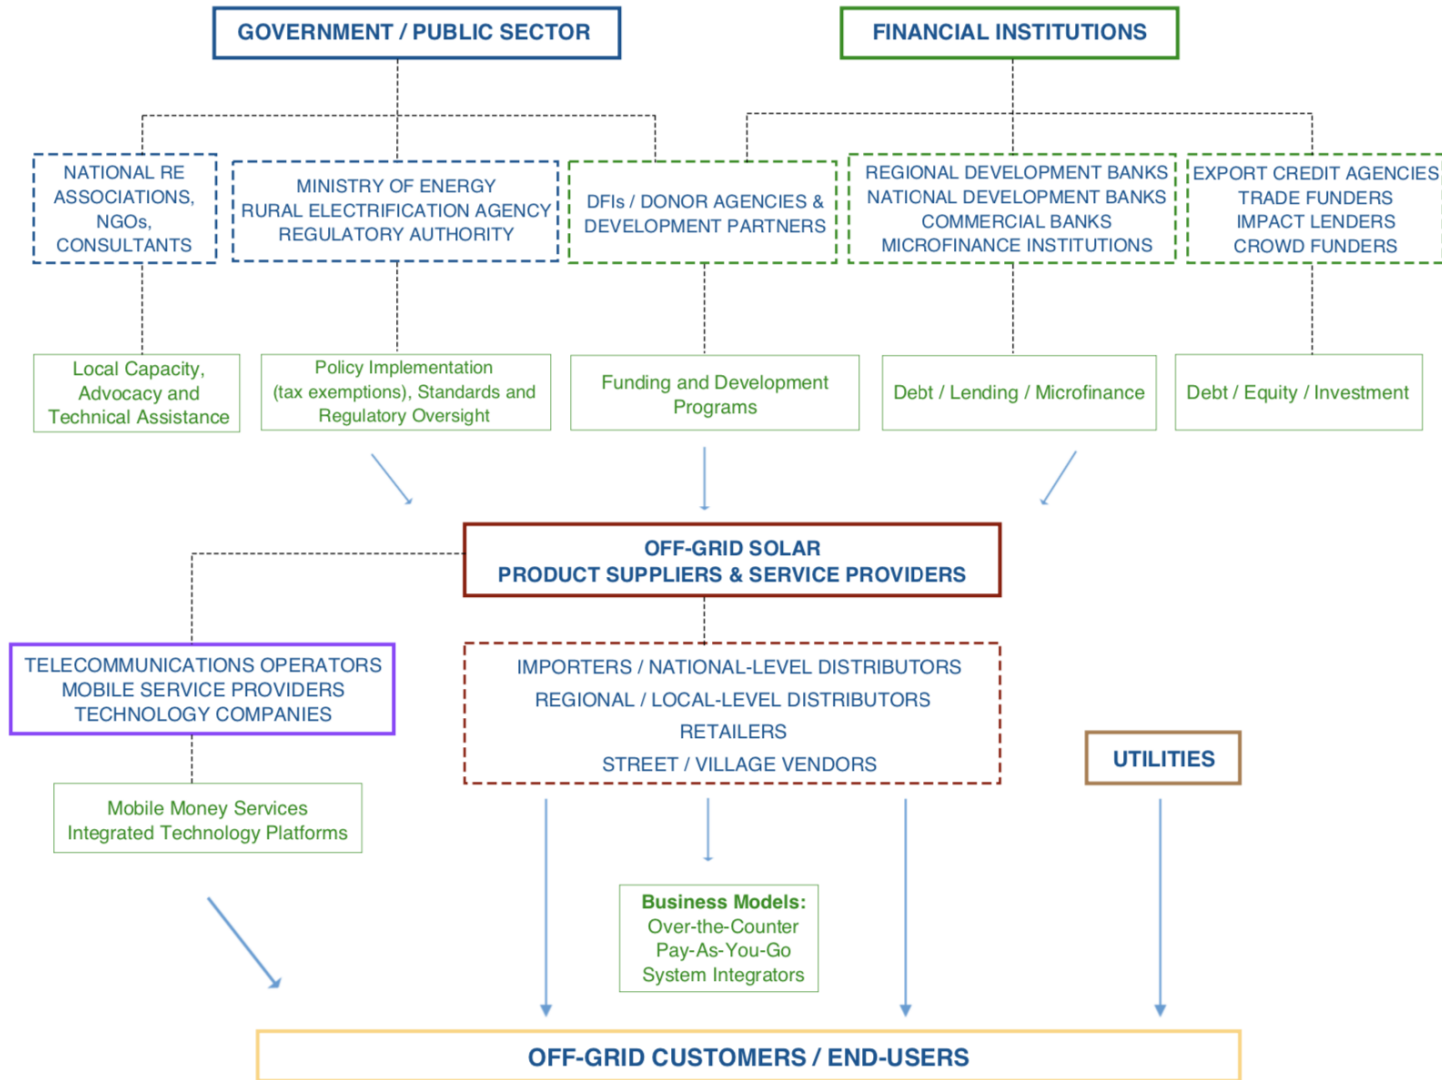 GOVERNMENT / PUBLIC SECTOR
FINANCIAL INSTITUTIONS
NATIONAL RE
ASSOCIATIONS,
NGOs,
CONSULTANTS
MINISTRY OF ENERGY
RURAL ELECTRIFICATION AGENCY
REGULATORY AUTHORITY
DFIs / DONOR AGENCIES &
DEVELOPMENT PARTNERS
REGIONAL DEVELOPMENT BANKS
NATIONAL DEVELOPMENT BANKS
COMMERCIAL BANKS
MICROFINANCE INSTITUTIONS
EXPORT CREDIT AGENCIES
TRADE FUNDERS
IMPACT LENDERS
CROWD FUNDERS
Local Capacity,
Advocacy and
Technical Assistance
Policy Implementation
(tax exemptions), Standards and
Regulatory Oversight
Funding and Development
Programs
Debt / Lending / Microfinance
Debt / Equity / Investment
OFF-GRID SOLAR
PRODUCT SUPPLIERS & SERVICE PROVIDERS
TELECOMMUNICATIONS OPERATORS
MOBILE SERVICE PROVIDERS
TECHNOLOGY COMPANIES
IMPORTERS / NATIONAL-LEVEL DISTRIBUTORS
REGIONAL / LOCAL-LEVEL DISTRIBUTORS
RETAILERS
STREET / VILLAGE VENDORS
UTILITIES
Mobile Money Services
Integrated Technology Platforms
Business Models:
Over-the-Counter
Pay-As-You-Go
System Integrators
OFF-GRID CUSTOMERS / END-USERS